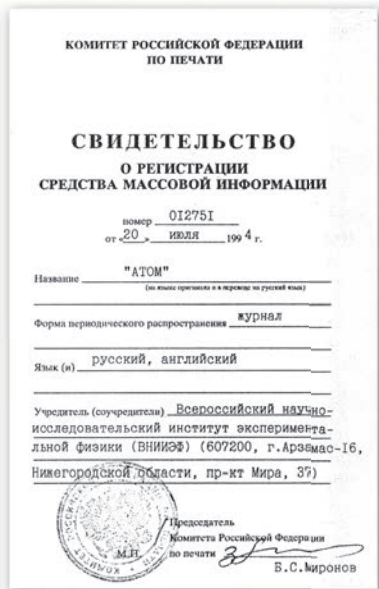 КОМИТЕТ РОССИЙСКОЙ ФЕДЕРАЦИИ
ПО ПЕЧАТИ
СВИДЕТЕЛЬСТВО
О РЕГИСТРАЦИИ
СРЕДСТВА МАССОВОЙ ИНФОРМАЦИИ
номер 012751
от «20» июля 1994 г.
Название "АТОМ"
(на языке оригинала и в переводе на русский язык)
Форма периодического распространения журнал
Язык (и) русский, английский
Учредитель (соучредители) Всероссийский научно-
исследовательский институт эксперимента-
льной физики (ВНИИЭФ) (607200, г.Арзамас-16,
Нижегородской области, пр-кт Мира, 37)
Председатель
Комитета Российской Федерации
М.П. по печати
Б.С.Миронов